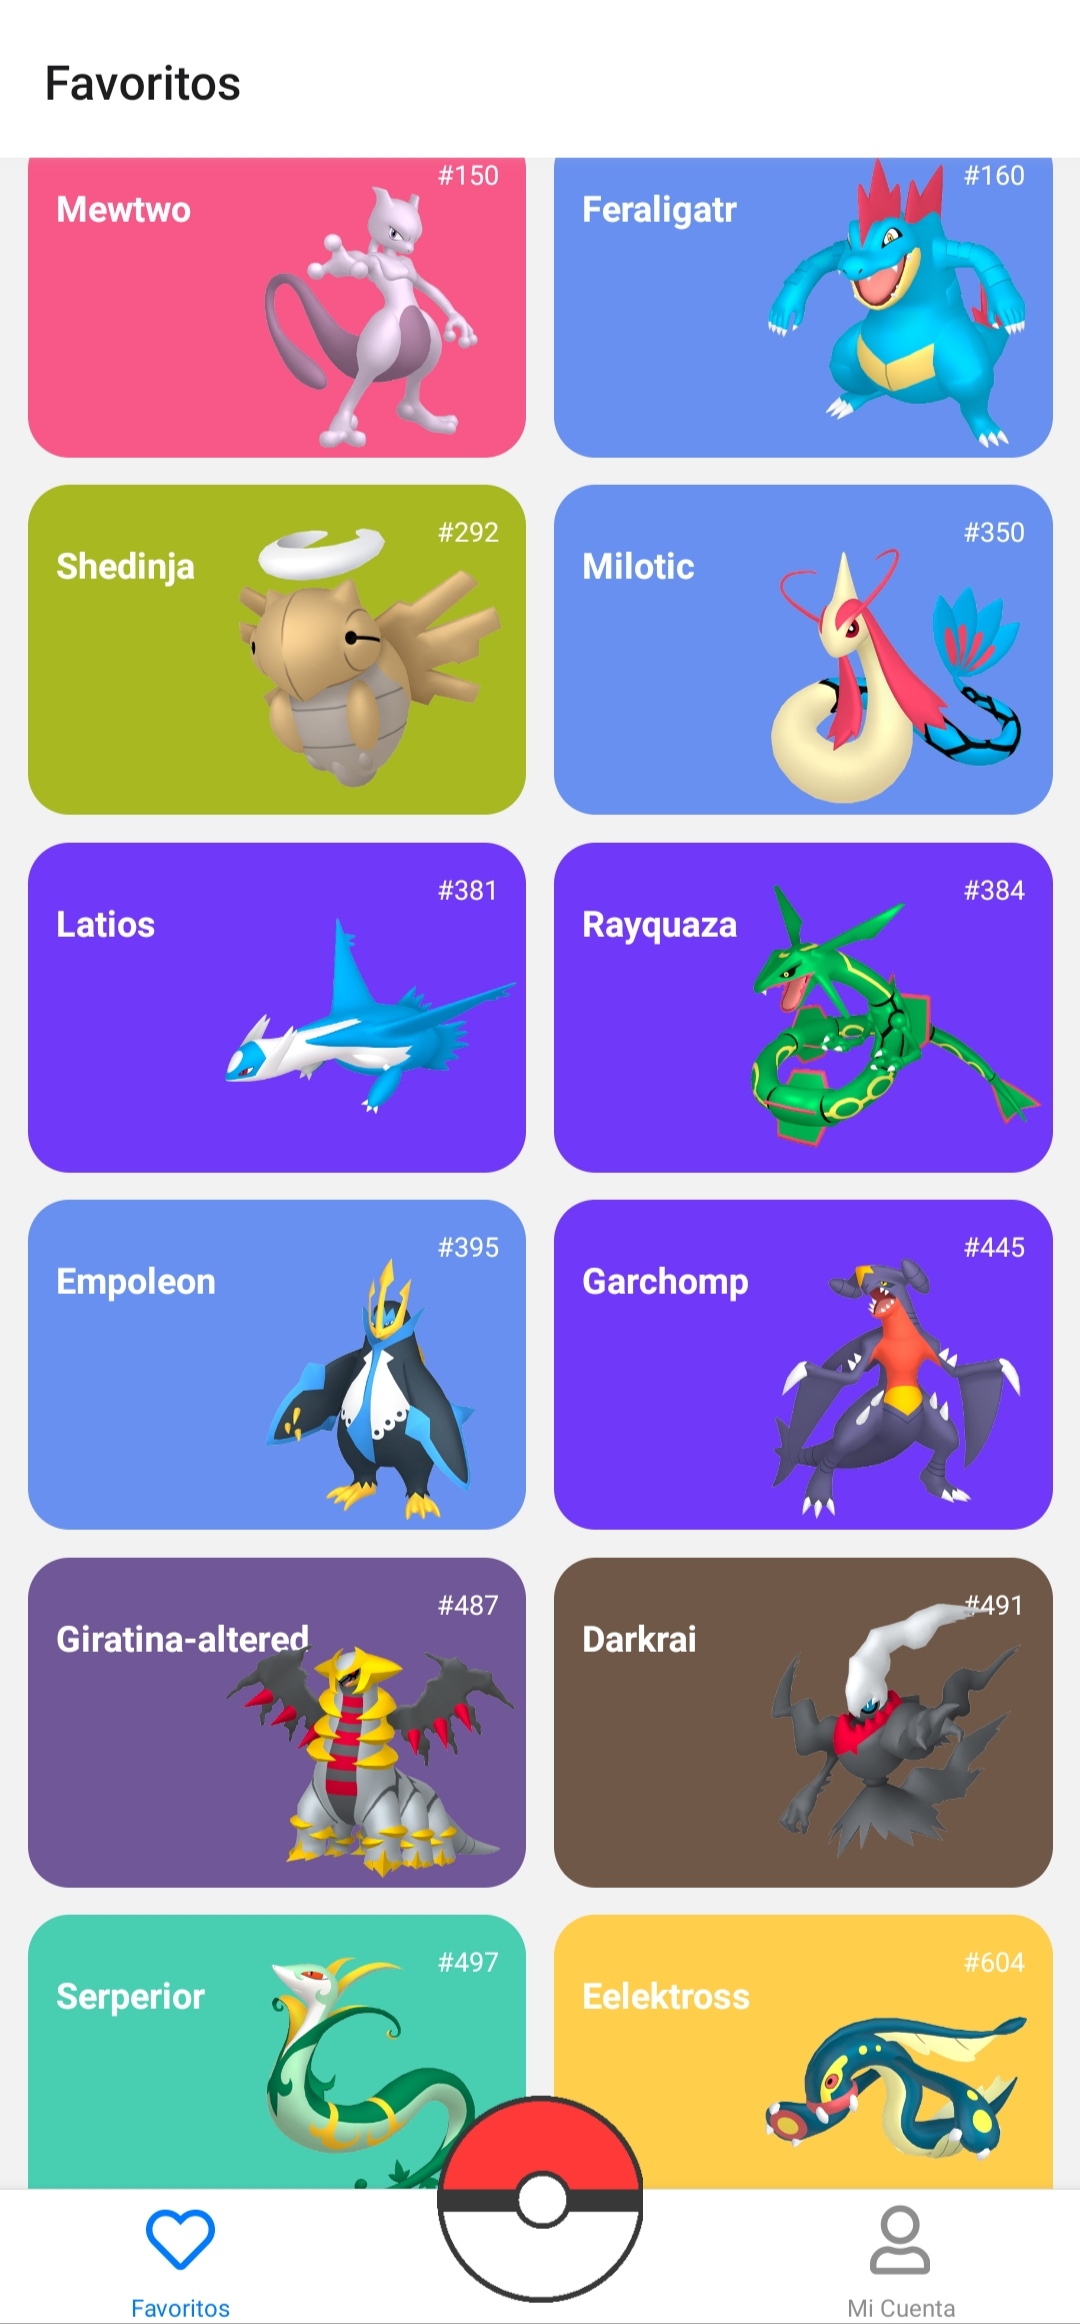 Favoritos
#150
Mewtwo
#160
Feraligatr
#292
Shedinja
#350
Milotic
#381
Latios
#384
Rayquaza
#395
Empoleon
#445
Garchomp
#487
Giratina-altered
#491
Darkrai
#497
Serperior
#604
Eelektross
Favoritos
Mi Cuenta